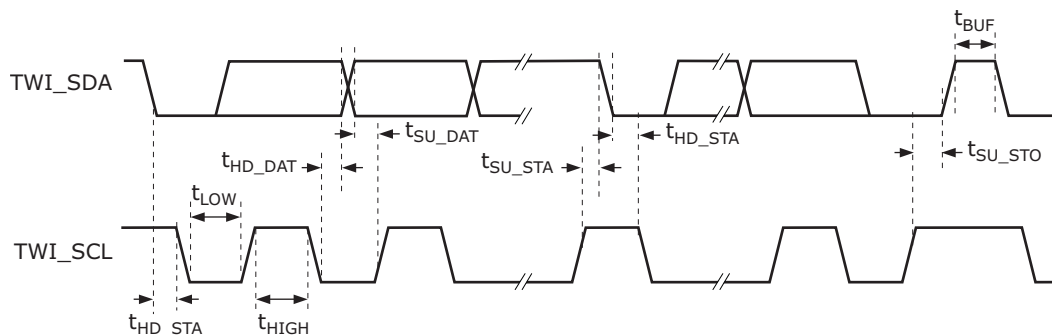 t_BUF
TWI_SDA
t_SU_DAT
t_HD_STA
t_HD_DAT
t_SU_STA
t_SU_STO
t_LOW
TWI_SCL
t_HD_STA
t_HIGH